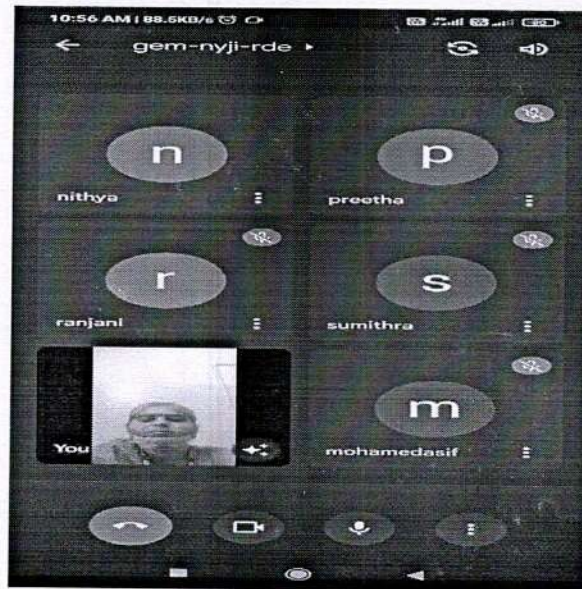 10:56 AM | 88.5KB/s
gem-nyji-rde
n
p
nithya
preetha
r
s
ranjani
sumithra
You
m
mohamedasif